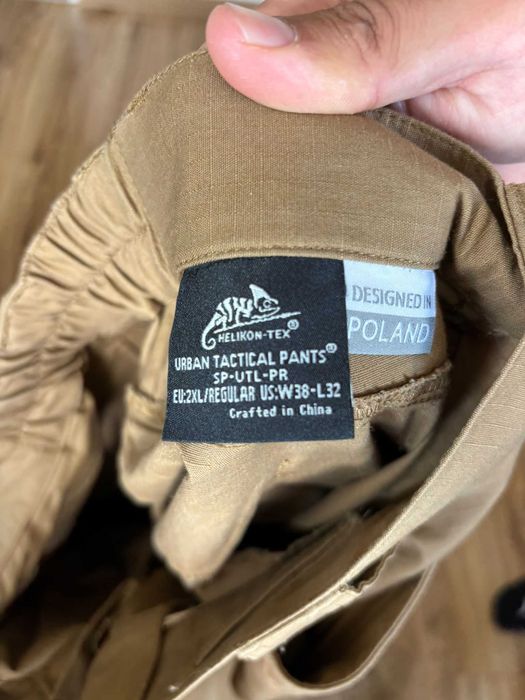 HELIKON-TEX®
URBAN TACTICAL PANTS®
SP-UTL-PR
EU:2XL/REGULAR US:W38-L32
Crafted in China
DESIGNED IN
POLAND